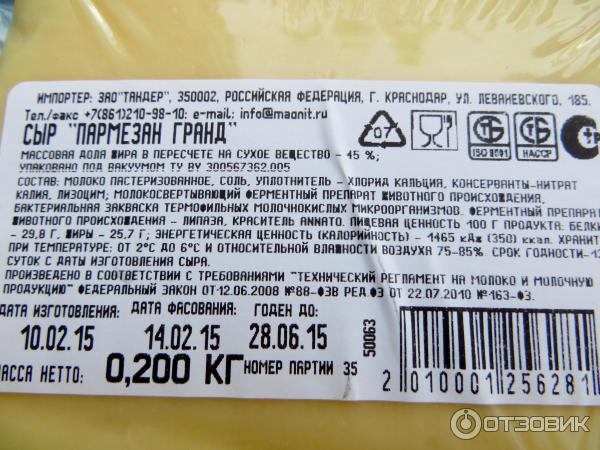 ИМПОРТЕР: ЗАО"ТАНДЕР", 350002, РОССИЙСКАЯ ФЕДЕРАЦИЯ, Г. КРАСНОДАР, УЛ. ЛЕВАНЕВСКОГО, 185.
Тел./факс +7(861)210-98-10; e-mail: info@magnit.ru
СЫР "ПАРМЕЗАН ГРАНД"
МАССОВАЯ ДОЛЯ ЖИРА В ПЕРЕСЧЕТЕ НА СУХОЕ ВЕЩЕСТВО - 45 %;
УПАКОВАНО ПОД ВАКУУМОМ ТУ BY 300567362.005
07
СТБ ISO 9001
СТБ НАССР
СОСТАВ: МОЛОКО ПАСТЕРИЗОВАННОЕ, СОЛЬ, УПЛОТНИТЕЛЬ - ХЛОРИД КАЛЬЦИЯ, КОНСЕРВАНТЫ-НИТРАТ
КАЛИЯ, ЛИЗОЦИМ; МОЛОКОСВЕРТЫВАЮЩИЙ ФЕРМЕНТНЫЙ ПРЕПАРАТ ЖИВОТНОГО ПРОИСХОЖДЕНИЯ,
БАКТЕРИАЛЬНАЯ ЗАКВАСКА ТЕРМОФИЛЬНЫХ МОЛОЧНОКИСЛЫХ МИКРООРГАНИЗМОВ. ФЕРМЕНТНЫЙ ПРЕПАРАТ
ЖИВОТНОГО ПРОИСХОЖДЕНИЯ - ЛИПАЗА, КРАСИТЕЛЬ АННАТО. ПИЩЕВАЯ ЦЕННОСТЬ 100 Г ПРОДУКТА: БЕЛКИ
- 29,8 Г, ЖИРЫ - 25,7 Г; ЭНЕРГЕТИЧЕСКАЯ ЦЕННОСТЬ (КАЛОРИЙНОСТЬ) - 1465 кДж (350) ккал. ХРАНИТЬ
ПРИ ТЕМПЕРАТУРЕ: ОТ 2°С ДО 6°С И ОТНОСИТЕЛЬНОЙ ВЛАЖНОСТИ ВОЗДУХА 75-85%. СРОК ГОДНОСТИ-
СУТОК С ДАТЫ ИЗГОТОВЛЕНИЯ СЫРА.
ПРОИЗВЕДЕНО В СООТВЕТСТВИИ С ТРЕБОВАНИЯМИ "ТЕХНИЧЕСКИЙ РЕГЛАМЕНТ НА МОЛОКО И МОЛОЧНУЮ
ПРОДУКЦИЮ" ФЕДЕРАЛЬНЫЙ ЗАКОН ОТ 12.06.2008 №88-ФЗВ РЕД.ФЗ ОТ 22.07.2010 №163-ФЗ.
ДАТА ИЗГОТОВЛЕНИЯ: ДАТА ФАСОВАНИЯ: ГОДЕН ДО:
10.02.15 14.02.15 28.06.15
МАССА НЕТТО: 0,200 КГ НОМЕР ПАРТИИ 35
50063
2 010001 256281
ОТЗОВИК